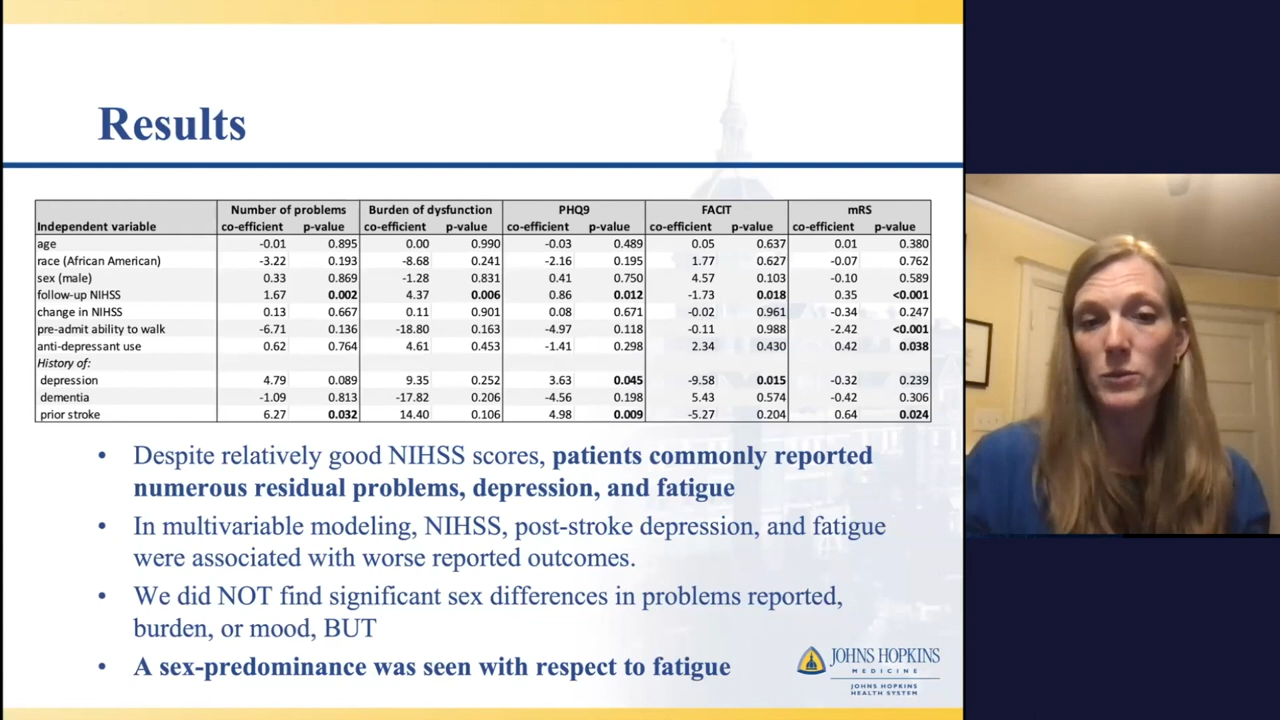 Results
Number of problems Burden of dysfunction PHQ9 FACIT mRS
Independent variable co-efficient p-value co-efficient p-value co-efficient p-value co-efficient p-value co-efficient p-value
age -0.01 0.895 0.00 0.990 -0.03 0.489 0.05 0.637 0.01 0.380
race (African American) -3.22 0.193 -8.68 0.241 -2.16 0.195 1.77 0.627 -0.07 0.762
sex (male) 0.33 0.869 -1.28 0.831 0.41 0.750 4.57 0.103 -0.10 0.589
follow-up NIHSS 1.67 0.002 4.37 0.006 0.86 0.012 -1.73 0.018 0.35 <0.001
change in NIHSS 0.13 0.667 0.11 0.901 0.08 0.671 -0.02 0.961 -0.34 0.247
pre-admit ability to walk -6.71 0.136 -18.80 0.163 -4.97 0.118 -0.11 0.988 -2.42 <0.001
anti-depressant use 0.62 0.764 4.61 0.453 -1.41 0.298 2.34 0.430 0.42 0.038
History of:
depression 4.79 0.089 9.35 0.252 3.63 0.045 -9.58 0.015 -0.32 0.239
dementia -1.09 0.813 -17.82 0.206 -4.56 0.198 5.43 0.574 -0.42 0.306
prior stroke 6.27 0.032 14.40 0.106 4.98 0.009 -5.27 0.204 0.64 0.024
• Despite relatively good NIHSS scores, patients commonly reported
numerous residual problems, depression, and fatigue
• In multivariable modeling, NIHSS, post-stroke depression, and fatigue
were associated with worse reported outcomes.
• We did NOT find significant sex differences in problems reported,
burden, or mood, BUT
• A sex-predominance was seen with respect to fatigue
JOHNS HOPKINS
MEDICINE
JOHNS HOPKINS
HEALTH SYSTEM